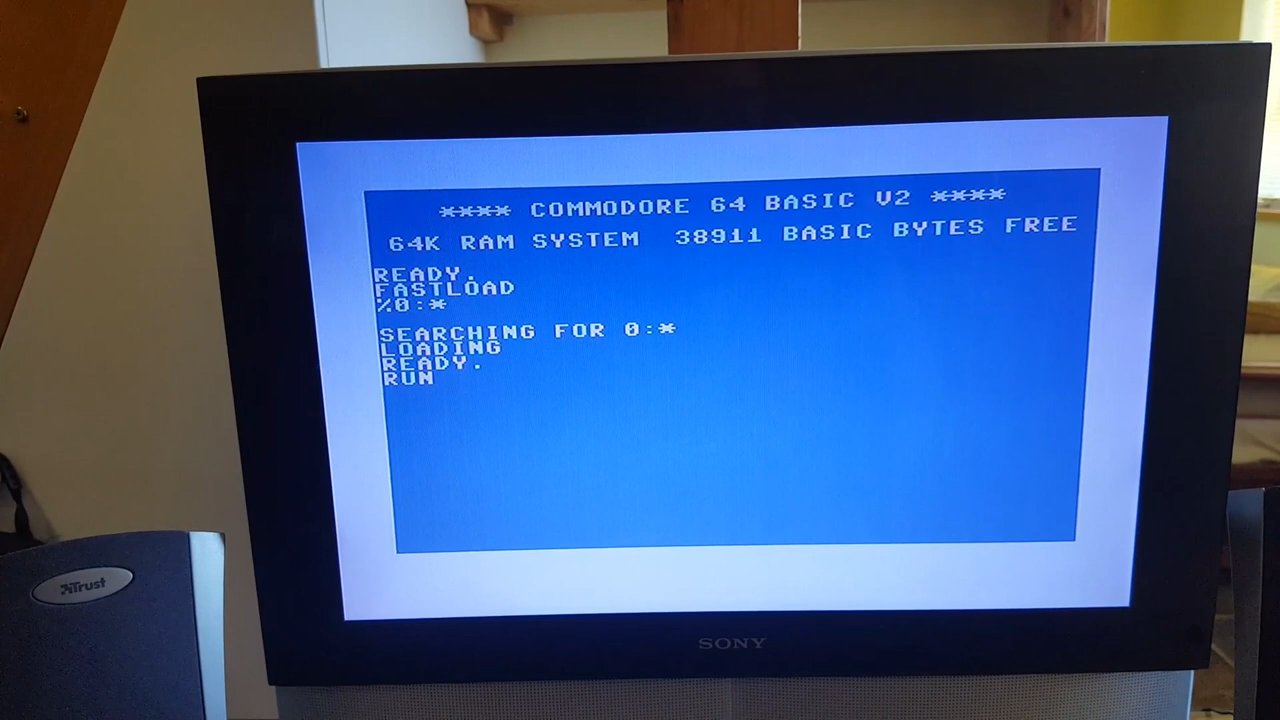 **** COMMODORE 64 BASIC V2 ****
64K RAM SYSTEM  38911 BASIC BYTES FREE
READY.
FASTLOAD
%0:*
SEARCHING FOR 0:*
LOADING
READY.
RUN
Trust
SONY